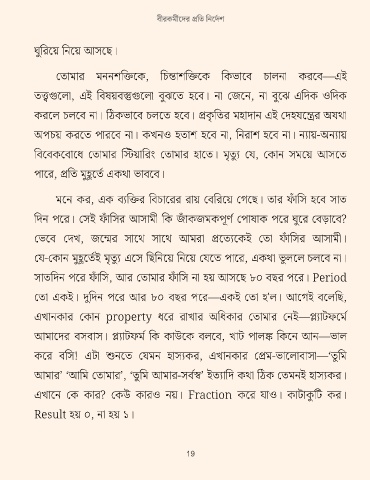 বীরকর্মীদের প্রতি নির্দেশ
ঘুরিয়ে নিয়ে আসছে।
তোমার মননশক্তিকে, চিন্তাশক্তিকে কিভাবে চালনা করবে—এই
তত্ত্বগুলো, এই বিষয়বস্তুগুলো বুঝতে হবে। না জেনে, না বুঝে এদিক ওদিক
করলে চলবে না। ঠিকভাবে চলতে হবে। প্রকৃতির মহাদান এই দেহযন্ত্রের অযথা
অপচয় করতে পারবে না। কখনও হতাশ হবে না, নিরাশ হবে না। ন্যায়-অন্যায়
বিবেকবোধে তোমার স্টিয়ারিং তোমার হাতে। মৃত্যু যে, কোন সময়ে আসতে
পারে, প্রতি মুহূর্তে একথা ভাববে।
মনে কর, এক ব্যক্তির বিচারের রায় বেরিয়ে গেছে। তার ফাঁসি হবে সাত
দিন পরে। সেই ফাঁসির আসামী কি জাঁকজমকপূর্ণ পোষাক পরে ঘুরে বেড়াবে?
ভেবে দেখ, জন্মের সাথে সাথে আমরা প্রত্যেকেই তো ফাঁসির আসামী।
যে-কোন মুহূর্তেই মৃত্যু এসে ছিনিয়ে নিয়ে যেতে পারে, একথা ভুললে চলবে না।
সাতদিন পরে ফাঁসি, আর তোমার ফাঁসি না হয় আসছে ৮০ বছর পরে। Period
তো একই। দুদিন পরে আর ৮০ বছর পরে—একই তো হ'ল। আগেই বলেছি,
এখানকার কোন property ধরে রাখার অধিকার তোমার নেই—প্ল্যাটফর্মে
আমাদের বসবাস। প্ল্যাটফর্ম কি কাউকে বলবে, খাট পালঙ্ক কিনে আন—ভাল
করে বসি! এটা শুনতে যেমন হাস্যকর, এখানকার প্রেম-ভালোবাসা—‘তুমি
আমার’ ‘আমি তোমার’, ‘তুমি আমার-সর্বস্ব’ ইত্যাদি কথা ঠিক তেমনই হাস্যকর।
এখানে কে কার? কেউ কারও নয়। Fraction করে যাও। কাটাকুটি কর।
Result হয় ০, না হয় ১।
19